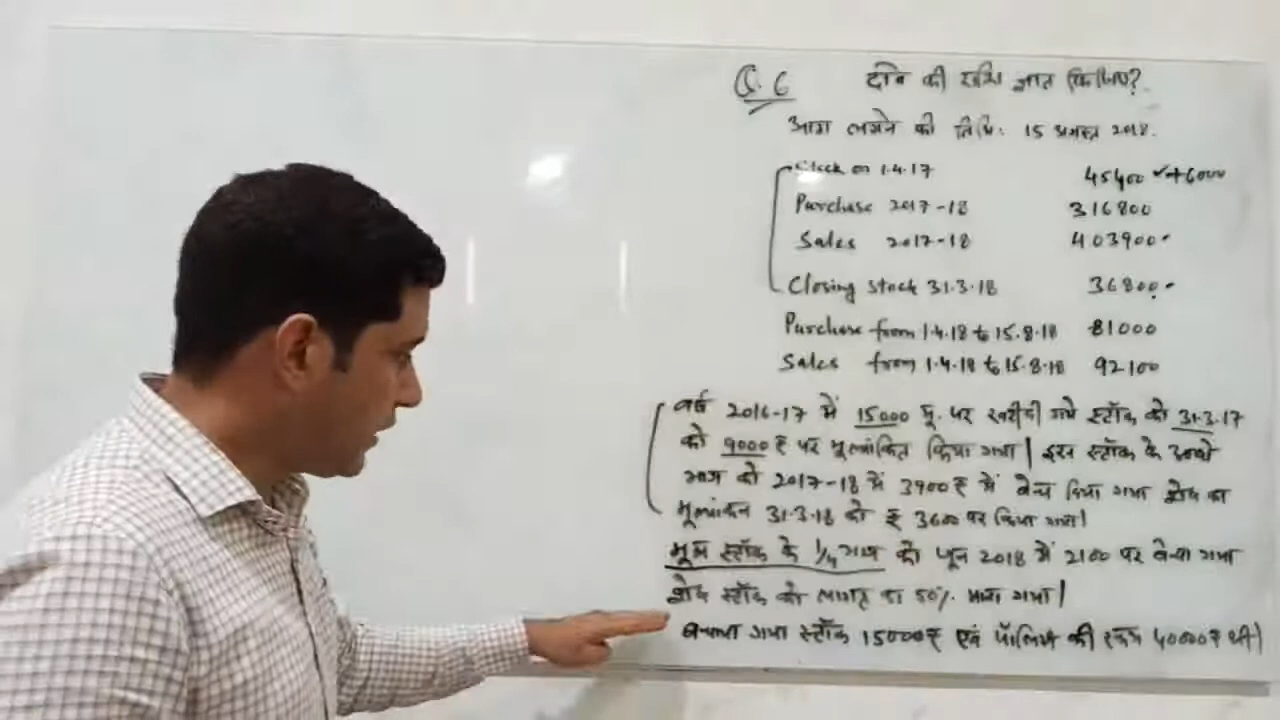 Q. 6 दावे की राशि ज्ञात किजिए?
आग लगने की तिथि: 15 अगस्त 2018.
Stock on 1.4.17 45400 ✓+6000
Purchase 2017-18 316800
Sales 2017-18 403900
Closing Stock 31.3.18 36800
Purchase from 1.4.18 to 15.8.18 81000
Sales from 1.4.18 to 15.8.18 92100
वर्ष 2016-17 में 15000 रू. पर खरीदी गये स्टॉक को 31.3.17
को 9000 ₹ पर मूल्यांकित किया गया। इस स्टॉक के आधे
भाग को 2017-18 में 3900 ₹ में बेच दिया गया शेष का
मूल्यांकन 31.3.18 को ₹ 3600 पर किया गया।
मूल स्टॉक के 1/4 भाग को जून 2018 में 2100 पर बेचा गया
शेष स्टॉक को लागत का 50% माना गया।
बचाया गया स्टॉक 15000 ₹ एवं पॉलिसी की रकम 40000 ₹ थी।